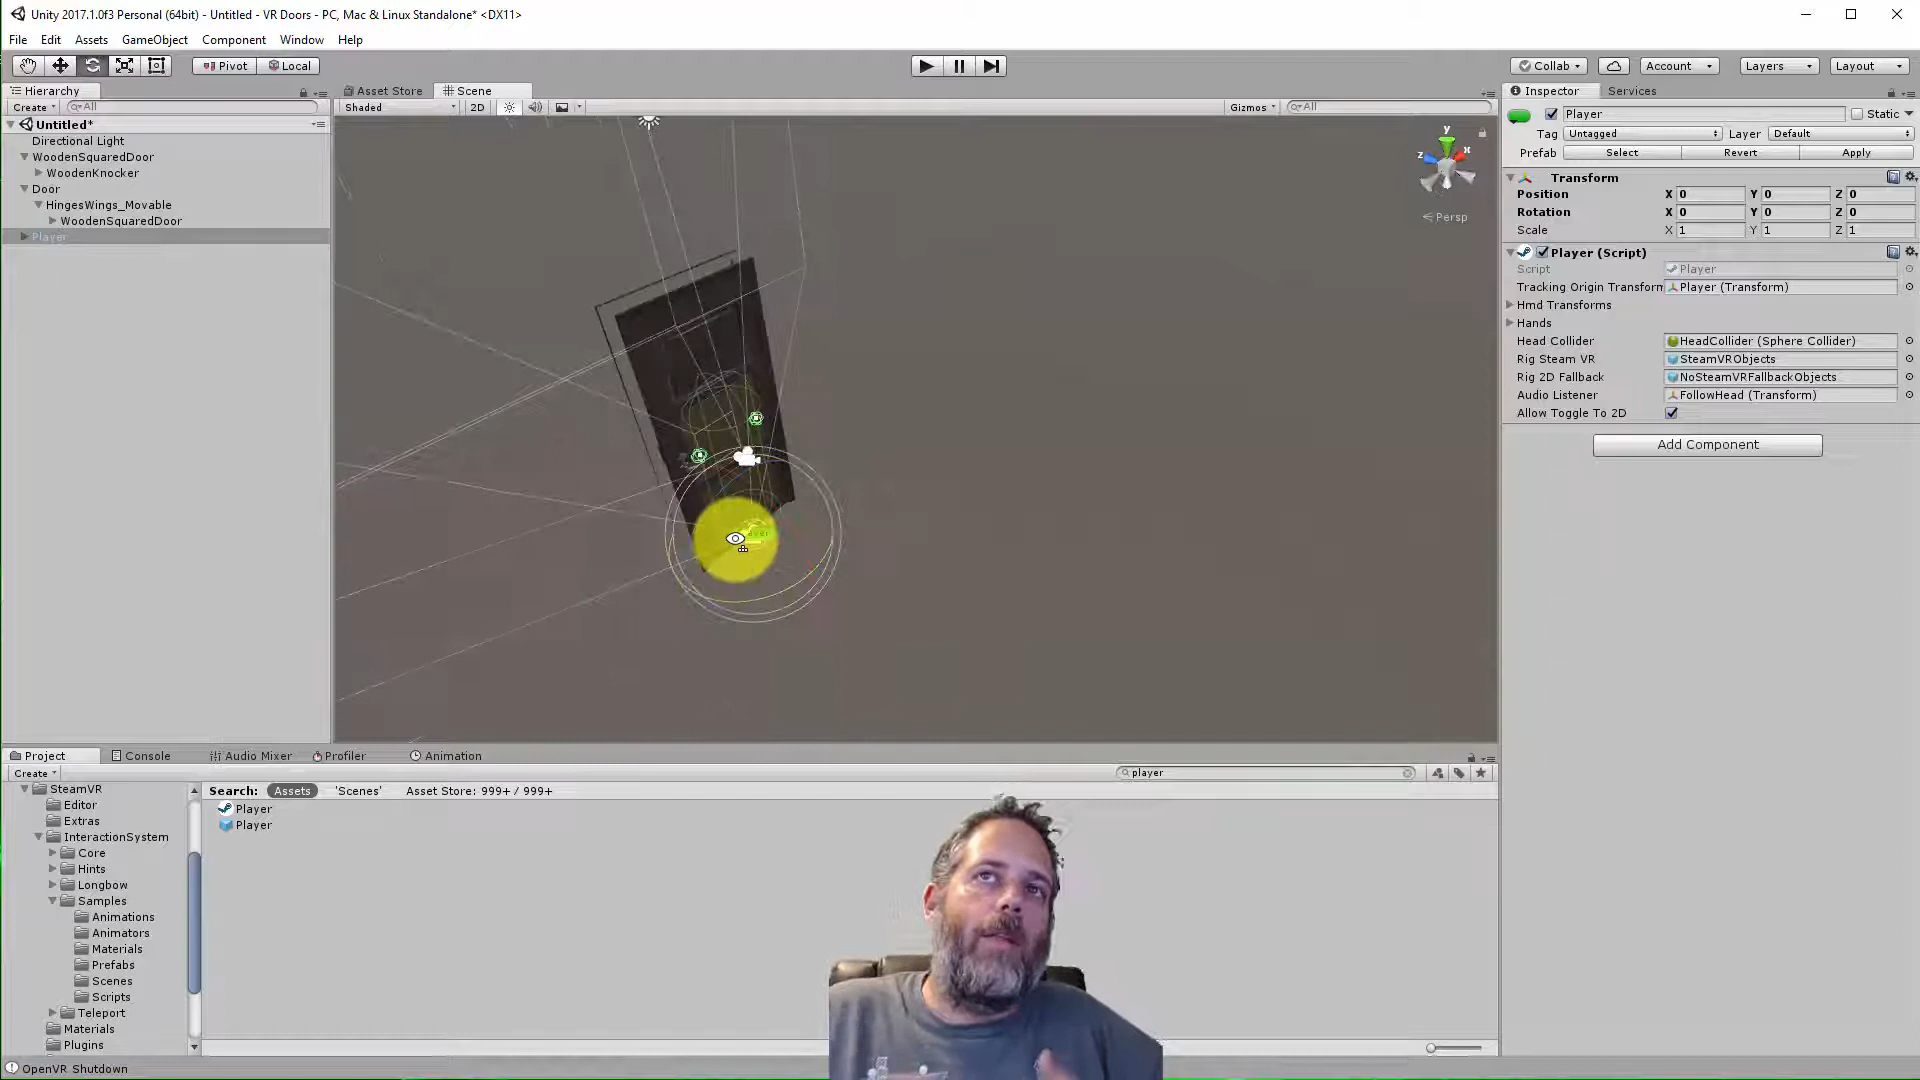 Unity 2017.1.0f3 Personal (64bit) - Untitled - VR Doors - PC, Mac & Linux Standalone* <DX11>
File Edit Assets GameObject Component Window Help
Pivot Local Collab Account Layers Layout
Hierarchy
Create All
Untitled*
Directional Light
WoodenSquaredDoor
WoodenKnocker
Door
HingesWings_Movable
WoodenSquaredDoor
Player
Asset Store Scene
Shaded 2D Gizmos All
y
x
z
Persp
Inspector Services
Player Static
Tag Untagged Layer Default
Prefab Select Revert Apply
Transform
Position X 0 Y 0 Z 0
Rotation X 0 Y 0 Z 0
Scale X 1 Y 1 Z 1
Player (Script)
Script Player
Tracking Origin Transform Player (Transform)
Hmd Transforms
Hands
Head Collider HeadCollider (Sphere Collider)
Rig Steam VR SteamVRObjects
Rig 2D Fallback NoSteamVRFallbackObjects
Audio Listener FollowHead (Transform)
Allow Toggle To 2D
Add Component
Project Console Audio Mixer Profiler Animation
Create player
SteamVR
Editor
Extras
InteractionSystem
Core
Hints
Longbow
Samples
Animations
Animators
Materials
Prefabs
Scenes
Scripts
Teleport
Materials
Plugins
Search: Assets 'Scenes' Asset Store: 999+ / 999+
Player
Player
OpenVR Shutdown